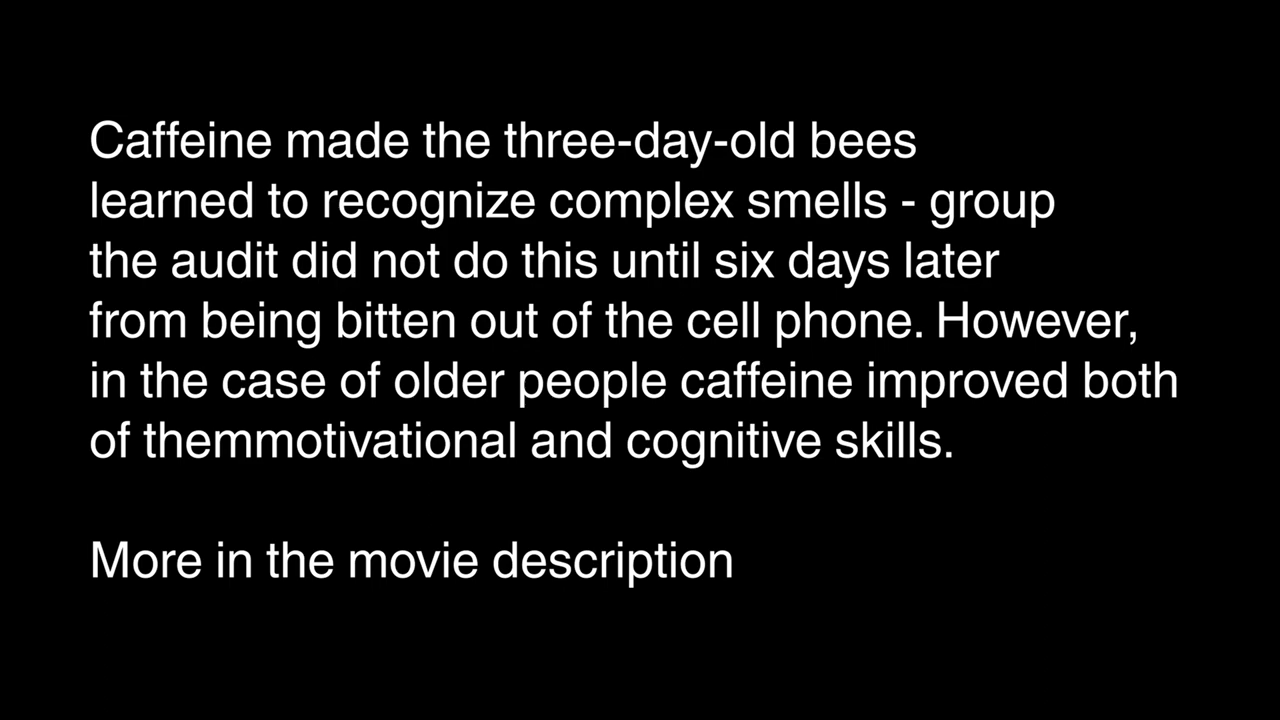 Caffeine made the three-day-old bees
learned to recognize complex smells - group
the audit did not do this until six days later
from being bitten out of the cell phone. However,
in the case of older people caffeine improved both
of themmotivational and cognitive skills.
More in the movie description